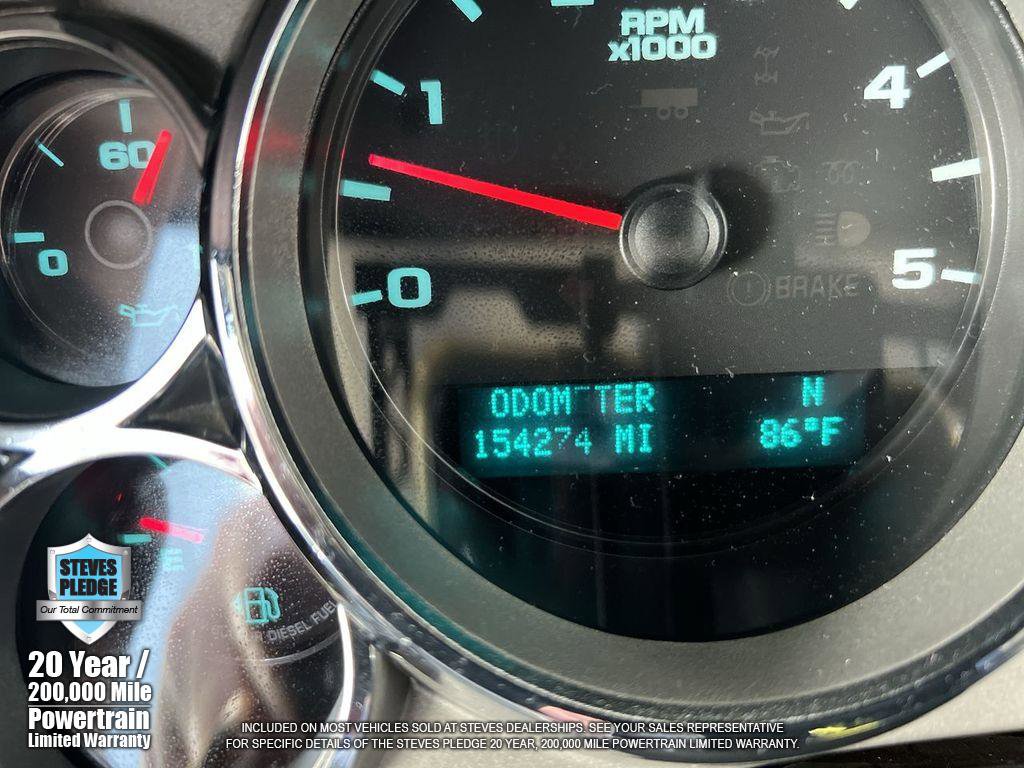 RPM
x1000
1
4
60
0
0
5
BRAKE
ODOMETER N
154274 MI 86°F
E
DIESEL FUEL
STEVES
PLEDGE
Our Total Commitment
20 Year /
200,000 Mile
Powertrain
Limited Warranty
INCLUDED ON MOST VEHICLES SOLD AT STEVES DEALERSHIPS. SEE YOUR SALES REPRESENTATIVE
FOR SPECIFIC DETAILS OF THE STEVES PLEDGE 20 YEAR, 200,000 MILE POWERTRAIN LIMITED WARRANTY.